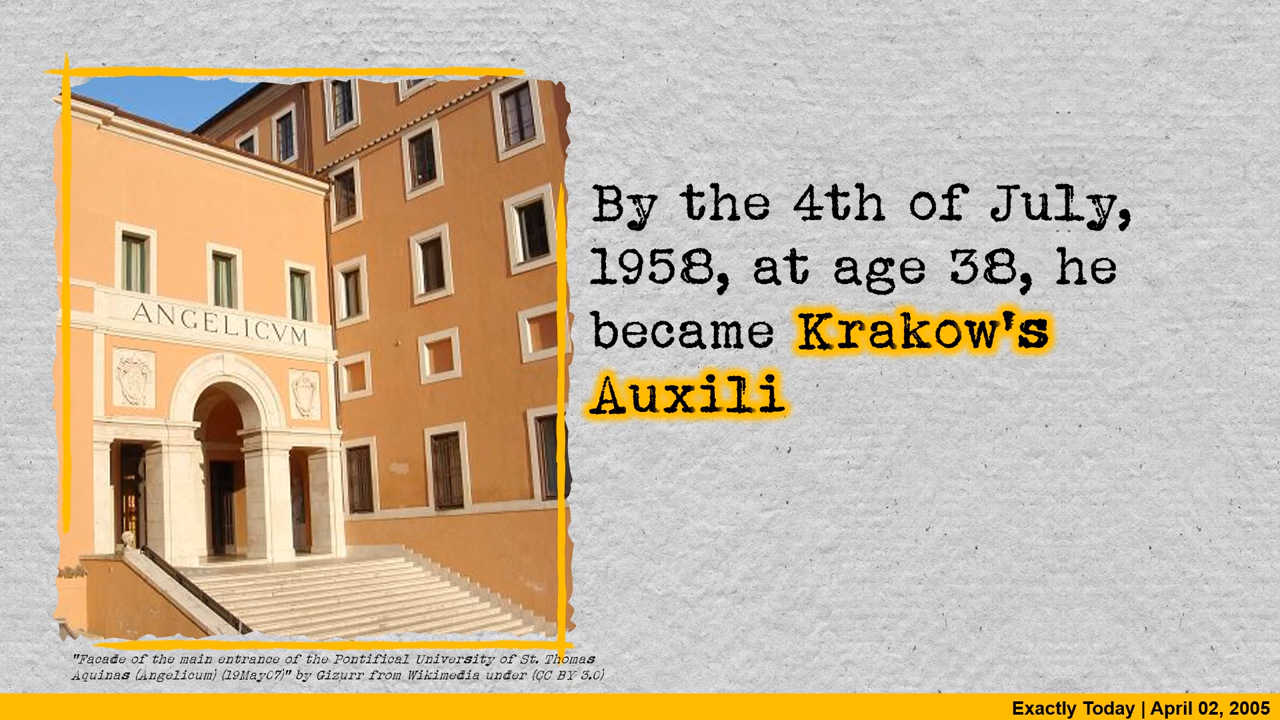 ANGELICVM
By the 4th of July,
1958, at age 38, he
became Krakow's
Auxili
"Facade of the main entrance of the Pontifical University of St. Thomas
Aquinas (Angelicum) (19May07)" by Gizurr from Wikimedia under (CC BY 3.0)
Exactly Today | April 02, 2005